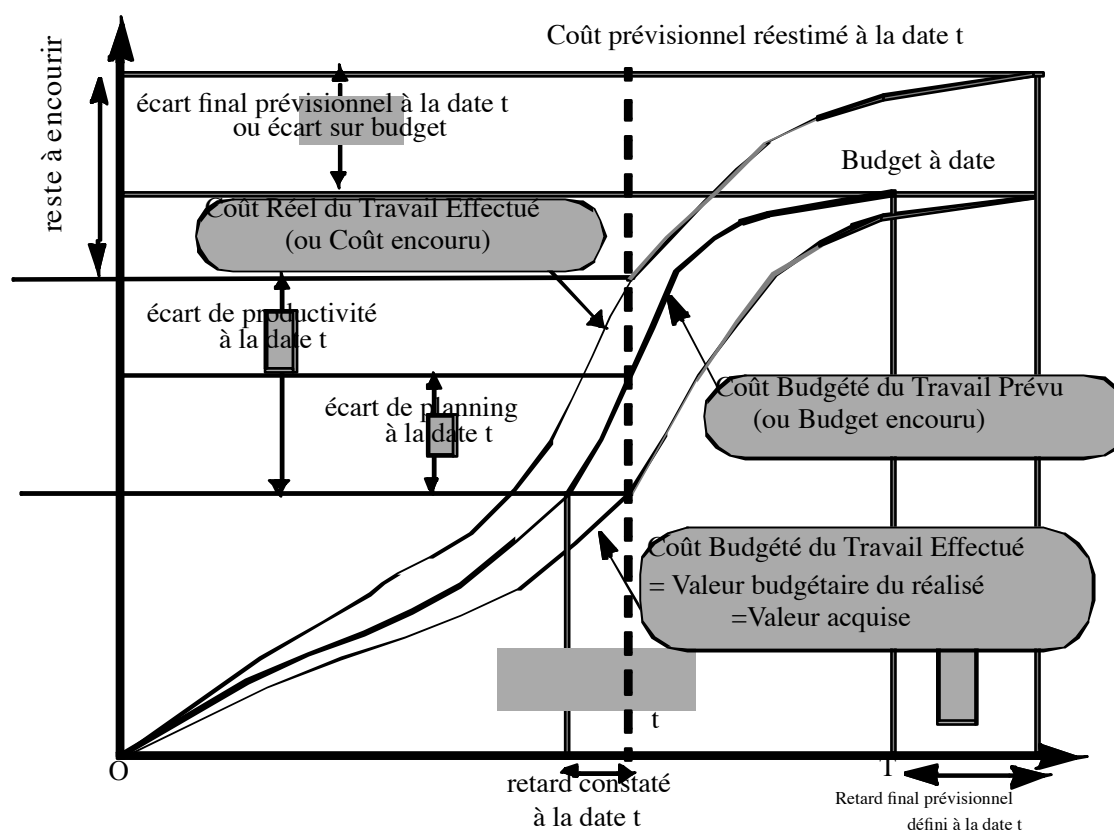 Coût prévisionnel réestimé à la date t
reste à encourir
écart final prévisionnel à la date t
ou écart sur budget
Budget à date
Coût Réel du Travail Effectué
(ou Coût encouru)
écart de productivité
à la date t
Coût Budgété du Travail Prévu
(ou Budget encouru)
écart de planning
à la date t
Coût Budgété du Travail Effectué
= Valeur budgétaire du réalisé
=Valeur acquise
t
O
T
retard constaté
à la date t
Retard final prévisionnel
défini à la date t